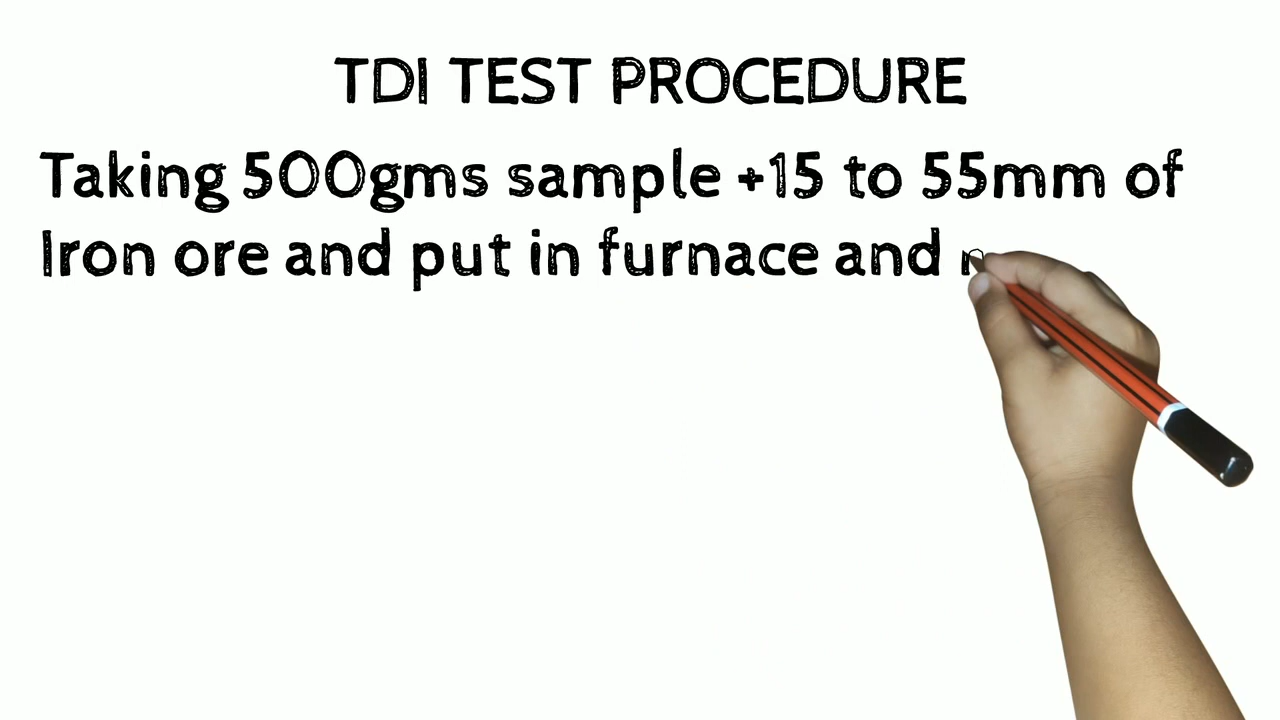 TDI TEST PROCEDURE
Taking 500gms sample +15 to 55mm of
Iron ore and put in furnace and